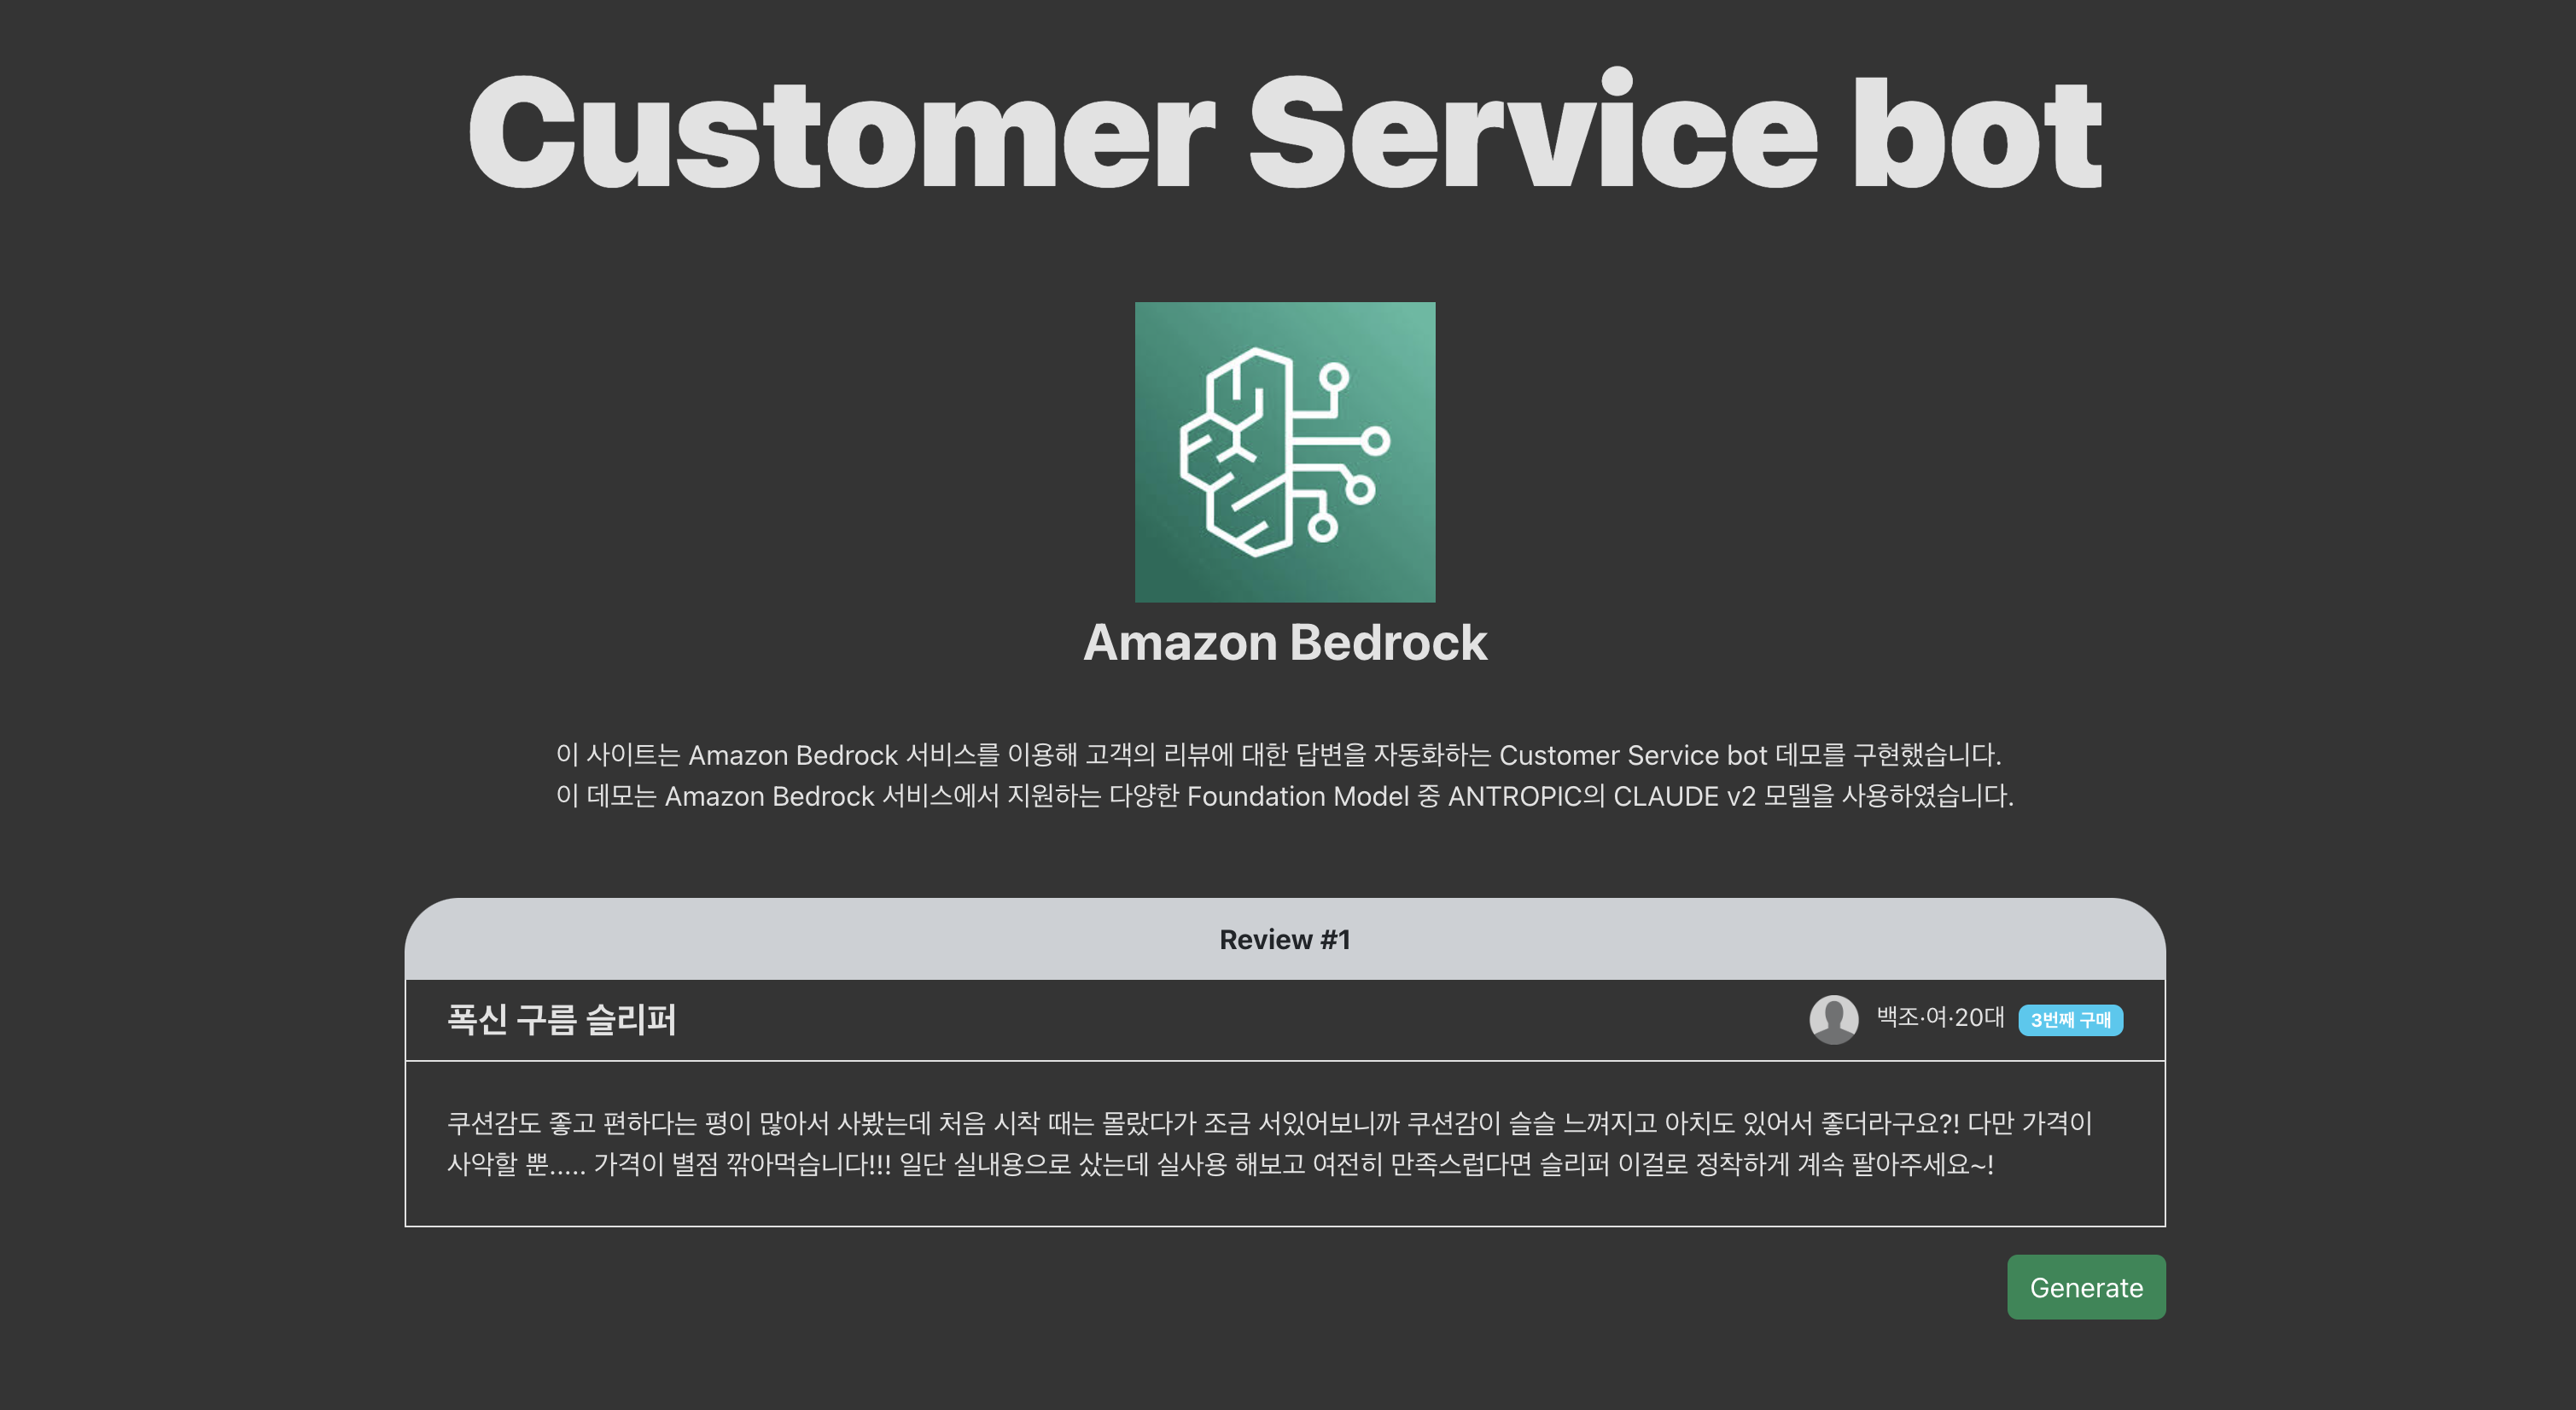 Customer Service bot
Amazon Bedrock
이 사이트는 Amazon Bedrock 서비스를 이용해 고객의 리뷰에 대한 답변을 자동화하는 Customer Service bot 데모를 구현했습니다.
이 데모는 Amazon Bedrock 서비스에서 지원하는 다양한 Foundation Model 중 ANTROPIC의 CLAUDE v2 모델을 사용하였습니다.
Review #1
폭신 구름 슬리퍼
백조·여·20대 3번째 구매
쿠션감도 좋고 편하다는 평이 많아서 사봤는데 처음 시작 때는 몰랐다가 조금 서있어보니까 쿠션감이 슬슬 느껴지고 아치도 있어서 좋더라구요?! 다만 가격이
사악할 뿐..... 가격이 별점 깎아먹습니다!!! 일단 실내용으로 샀는데 실사용 해보고 여전히 만족스럽다면 슬리퍼 이걸로 정착하게 계속 팔아주세요~!
Generate